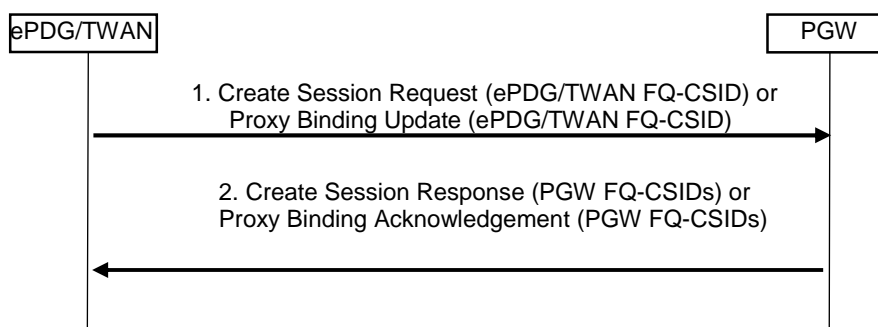 ePDG/TWAN
PGW
1. Create Session Request (ePDG/TWAN FQ-CSID) or
Proxy Binding Update (ePDG/TWAN FQ-CSID)
2. Create Session Response (PGW FQ-CSIDs) or
Proxy Binding Acknowledgement (PGW FQ-CSIDs)